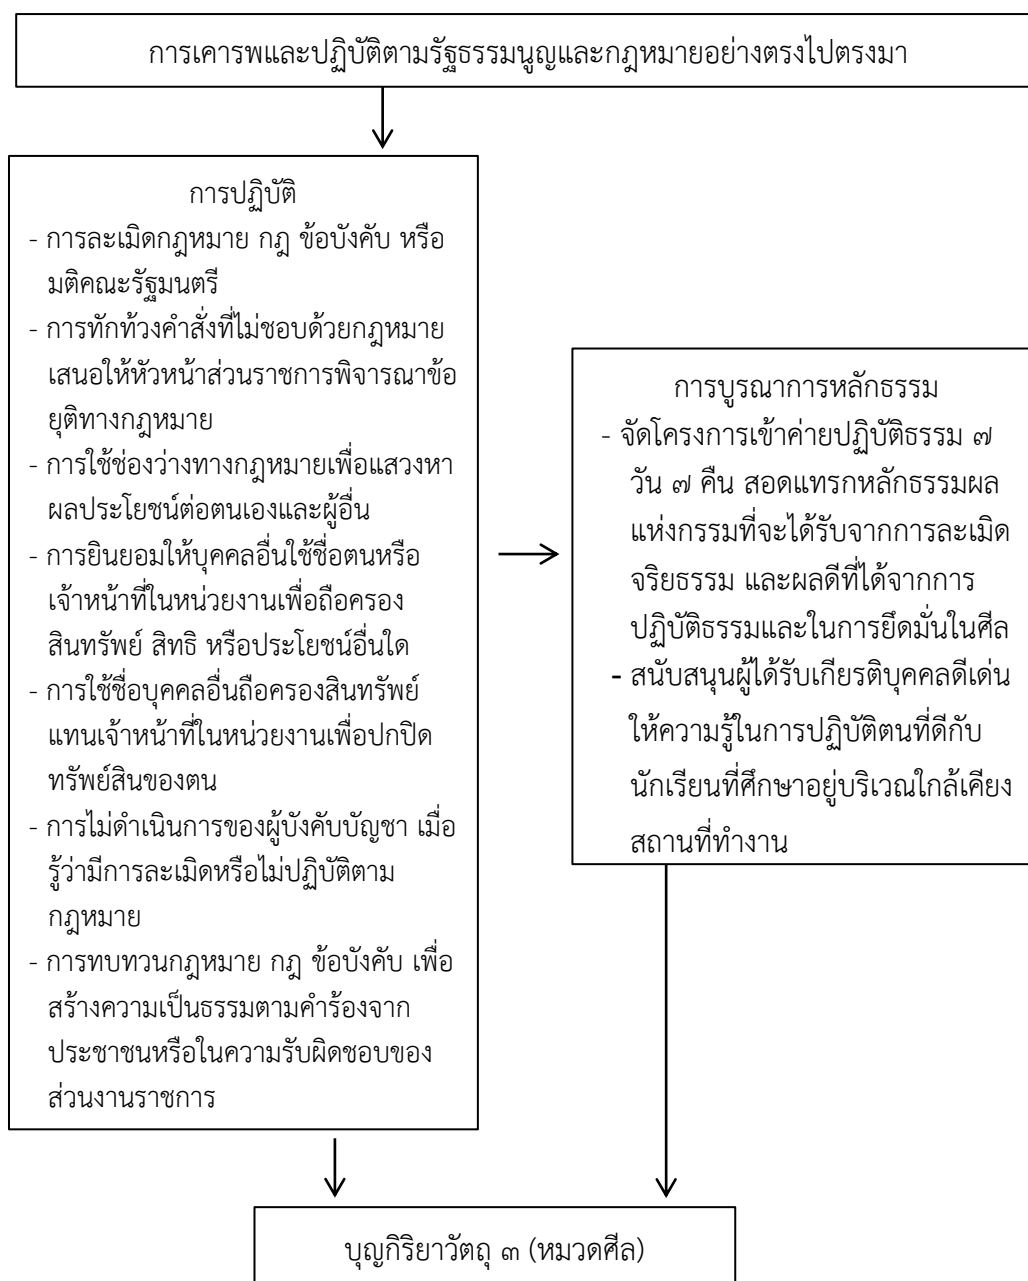 การเคารพและปฏิบัติตามรัฐธรรมนูญและกฎหมายอย่างตรงไปตรงมา
การปฏิบัติ
- การละเมิดกฎหมาย กฎ ข้อบังคับ หรือ
มติคณะรัฐมนตรี
- การทักท้วงคำสั่งที่ไม่ชอบด้วยกฎหมาย
เสนอให้หัวหน้าส่วนราชการพิจารณาข้อ
ยุติทางกฎหมาย
- การใช้ช่องว่างทางกฎหมายเพื่อแสวงหา
ผลประโยชน์ต่อตนเองและผู้อื่น
- การยินยอมให้บุคคลอื่นใช้ชื่อตนหรือ
เจ้าหน้าที่ในหน่วยงานเพื่อถือครอง
สินทรัพย์ สิทธิ หรือประโยชน์อื่นใด
- การใช้ชื่อบุคคลอื่นถือครองสินทรัพย์
แทนเจ้าหน้าที่ในหน่วยงานเพื่อปกปิด
ทรัพย์สินของตน
- การไม่ดำเนินการของผู้บังคับบัญชา เมื่อ
รู้ว่ามีการละเมิดหรือไม่ปฏิบัติตาม
กฎหมาย
- การทบทวนกฎหมาย กฎ ข้อบังคับ เพื่อ
สร้างความเป็นธรรมตามคำร้องจาก
ประชาชนหรือในความรับผิดชอบของ
ส่วนงานราชการ
การบูรณาการหลักธรรม
- จัดโครงการเข้าค่ายปฏิบัติธรรม ๗
วัน ๗ คืน สอดแทรกหลักธรรมผล
แห่งกรรมที่จะได้รับจากการละเมิด
จริยธรรม และผลดีที่ได้จากการ
ปฏิบัติธรรมและในการยึดมั่นในศีล
- สนับสนุนผู้ได้รับเกียรติบุคคลดีเด่น
ให้ความรู้ในการปฏิบัติตนที่ดีกับ
นักเรียนที่ศึกษาอยู่บริเวณใกล้เคียง
สถานที่ทำงาน
บุญกิริยาวัตถุ ๓ (หมวดศีล)